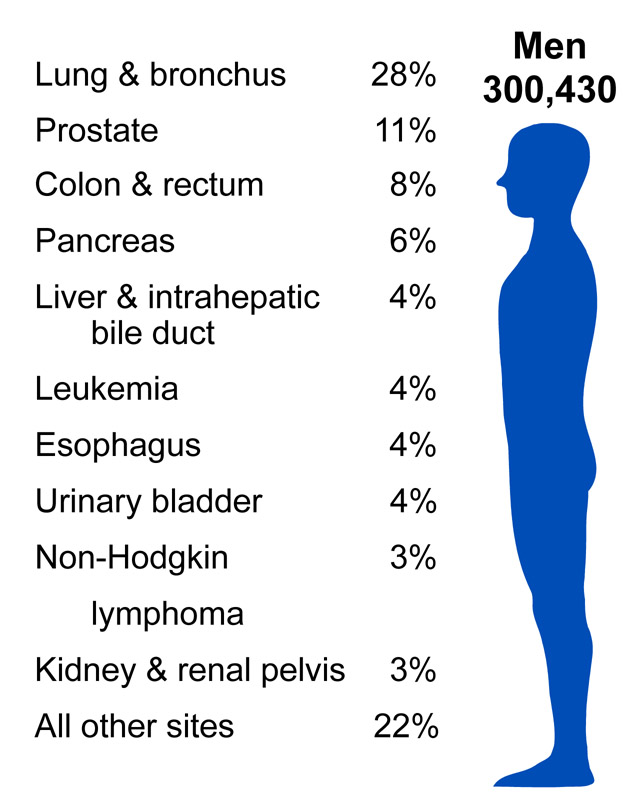 Men
300,430
Lung & bronchus 28%
Prostate 11%
Colon & rectum 8%
Pancreas 6%
Liver & intrahepatic 4%
bile duct
Leukemia 4%
Esophagus 4%
Urinary bladder 4%
Non-Hodgkin 3%
lymphoma
Kidney & renal pelvis 3%
All other sites 22%